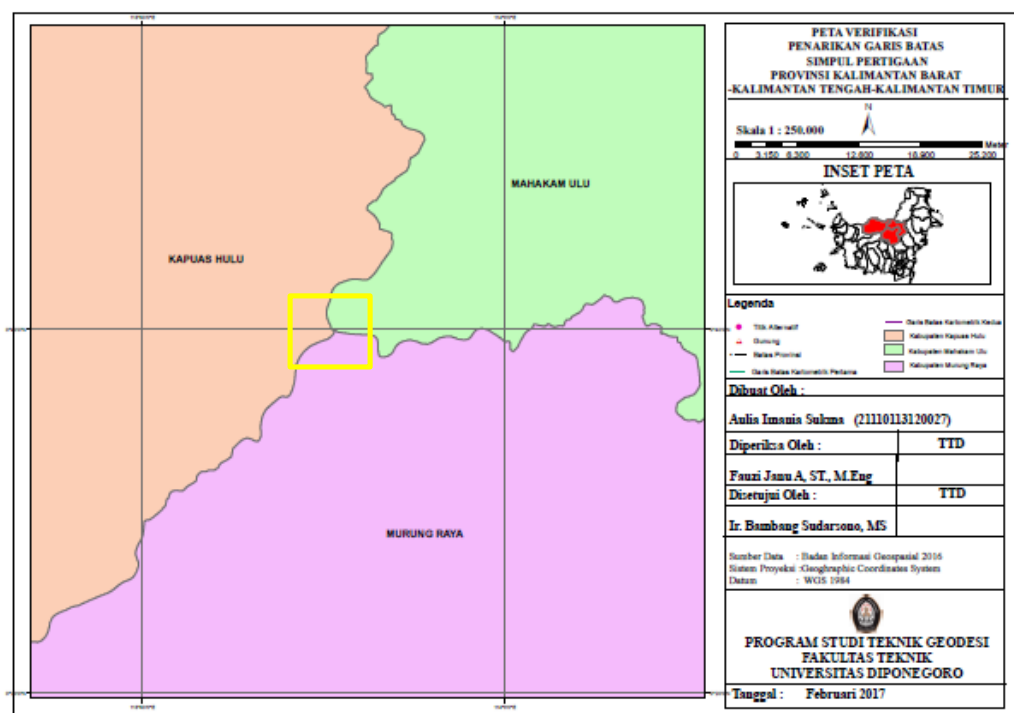 PETA VERIFIKASI
PENARIKAN GARIS BATAS
SIMPUL PERTIGAAN
PROVINSI KALIMANTAN BARAT
-KALIMANTAN TENGAH-KALIMANTAN TIMUR
N
Skala 1 : 250.000
Meter
0 3.150 6.300 12.600 18.900 25.200
INSET PETA
MAHAKAM ULU
KAPUAS HULU
MURUNG RAYA
Legenda
Titik Alternatif
Gunung
Batas Provinsi
Garis Batas Kartometrik Pertama
Garis Batas Kartometrik Kedua
Kabupaten Kapuas Hulu
Kabupaten Mahakam Ulu
Kabupaten Murung Raya
Dibuat Oleh :
Aulia Imania Sukma (21110113120027)
Diperiksa Oleh : TTD
Fauzi Janu A, ST., M.Eng
Disetujui Oleh : TTD
Ir. Bambang Sudarsono, MS
Sumber Data : Badan Informasi Geospasial 2016
Sistem Proyeksi :Geoghraphic Coordinates System
Datum : WGS 1984
PROGRAM STUDI TEKNIK GEODESI
FAKULTAS TEKNIK
UNIVERSITAS DIPONEGORO
Tanggal : Februari 2017